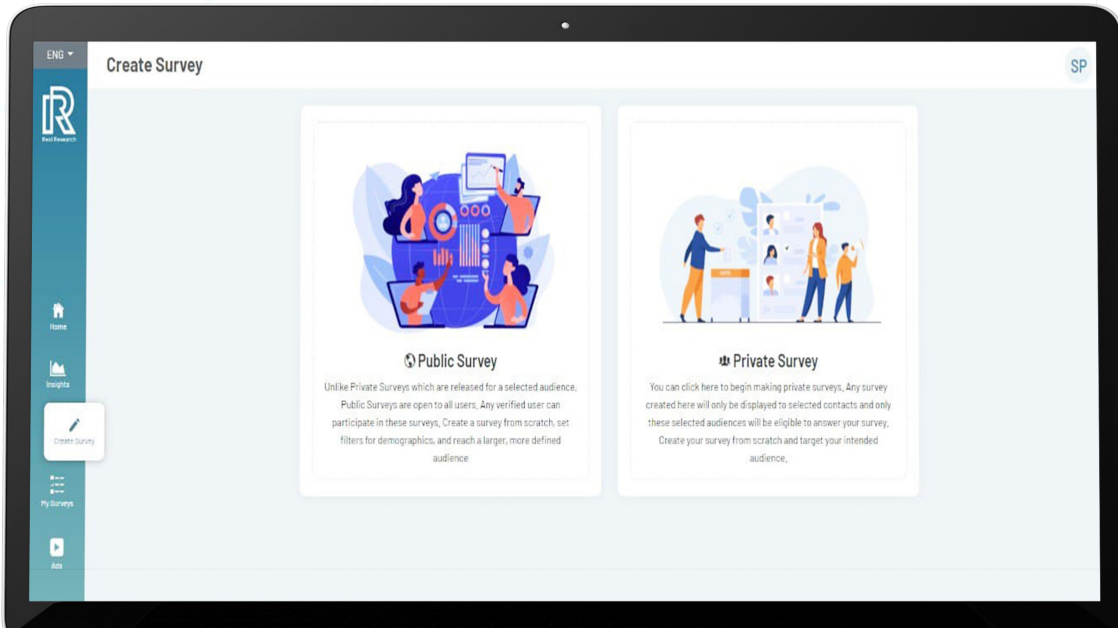 ENG
Create Survey
SP
Real Research
Home
Insights
Create Survey
My Surveys
Ads
Public Survey
Unlike Private Surveys which are released for a selected audience,
Public Surveys are open to all users. Any verified user can
participate in these surveys. Create a survey from scratch, set
filters for demographics, and reach a larger, more defined
audience
Private Survey
You can click here to begin making private surveys. Any survey
created here will only be displayed to selected contacts and only
these selected audiences will be eligible to answer your survey.
Create your survey from scratch and target your intended
audience.